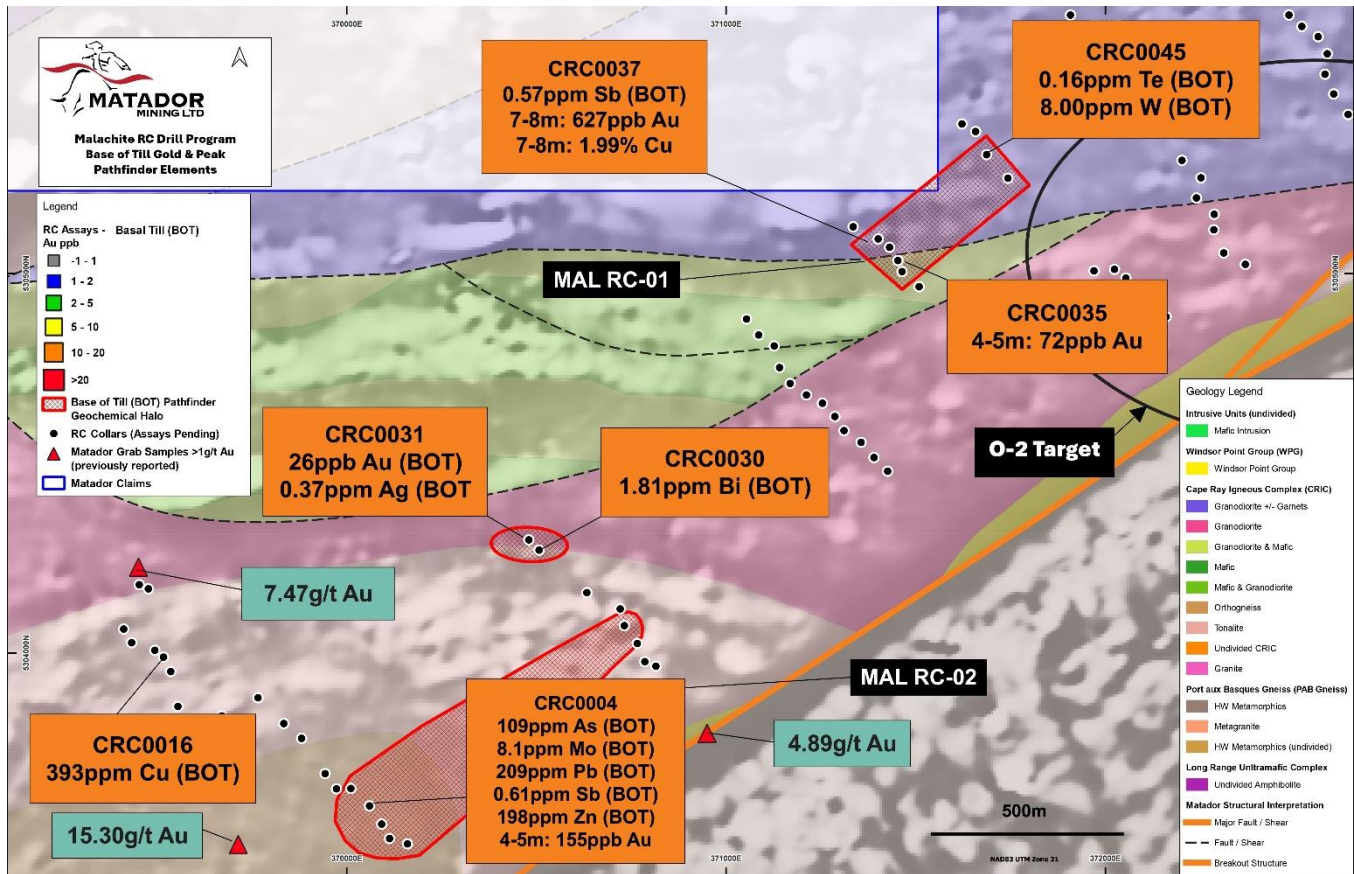 370000E
371000E
MATADOR
MINING LTD
Malachite RC Drill Program
Base of Till Gold & Peak
Pathfinder Elements
CRC0037
0.57ppm Sb (BOT)
7-8m: 627ppb Au
7-8m: 1.99% Cu
CRC0045
0.16ppm Te (BOT)
8.00ppm W (BOT)
Legend
RC Assays - Basal Till (BOT)
Au ppb
-1 - 1
1 - 2
2 - 5
5 - 10
10 - 20
>20
Base of Till (BOT) Pathfinder
Geochemical Halo
RC Collars (Assays Pending)
Matador Grab Samples >1g/t Au
(previously reported)
Matador Claims
5305000N
MAL RC-01
5305000N
CRC0035
4-5m: 72ppb Au
CRC0031
26ppb Au (BOT)
0.37ppm Ag (BOT
CRC0030
1.81ppm Bi (BOT)
O-2 Target
7.47g/t Au
5304000N
MAL RC-02
CRC0004
109ppm As (BOT)
8.1ppm Mo (BOT)
209ppm Pb (BOT)
0.61ppm Sb (BOT)
198ppm Zn (BOT)
4-5m: 155ppb Au
4.89g/t Au
CRC0016
393ppm Cu (BOT)
15.30g/t Au
500m
370000E
371000E
NAD83 UTM Zone 21
372000E
Geology Legend
Intrusive Units (undivided)
Mafic Intrusion
Windsor Point Group (WPG)
Windsor Point Group
Cape Ray Igneous Complex (CRIC)
Granodiorite +/- Garnets
Granodiorite
Granodiorite & Mafic
Mafic
Mafic & Granodiorite
Orthogneiss
Tonalite
Undivided CRIC
Granite
Port aux Basques Gneiss (PAB Gneiss)
HW Metamorphics
Metagranite
HW Metamorphics (undivided)
Long Range Unltramafic Complex
Undivided Amphibolite
Matador Structural Interpretation
Major Fault / Shear
Fault / Shear
Breakout Structure